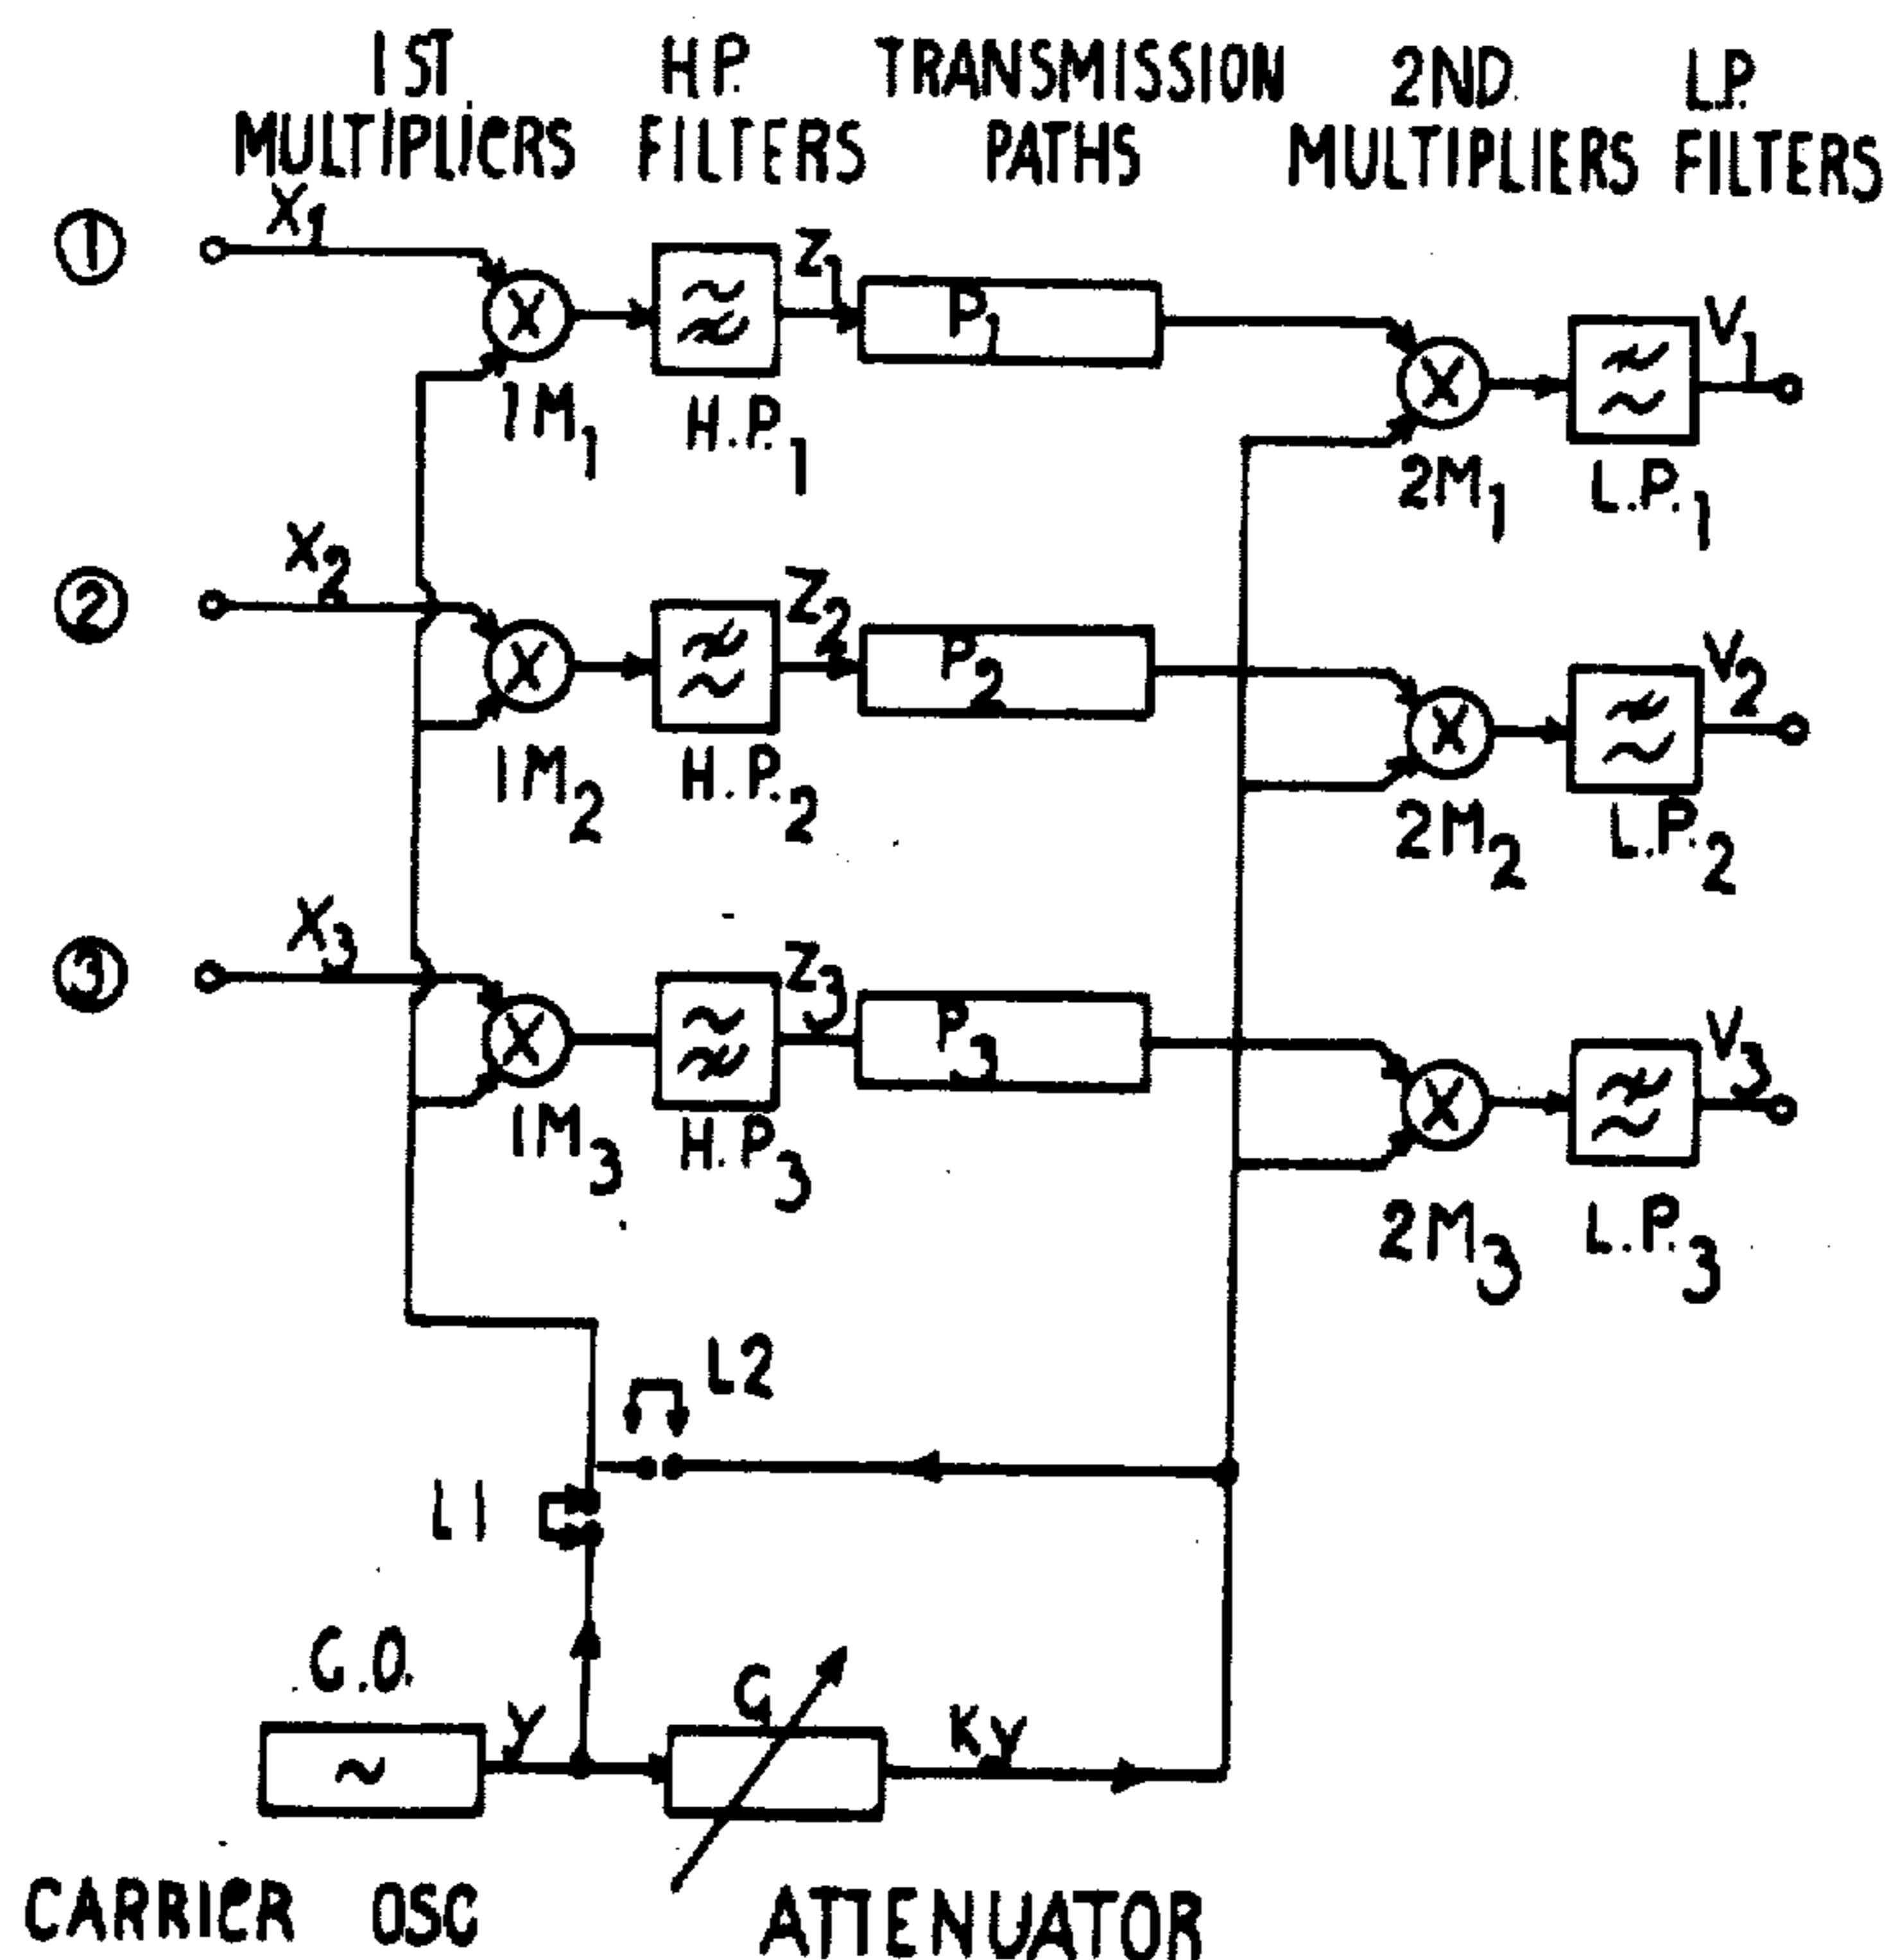 1ST MULTIPLIERS
H.P. FILTERS
TRANSMISSION PATHS
2ND. MULTIPLIERS
L.P. FILTERS
① X1
1M1
H.P.1
Z1
P1
2M1
L.P.1
V1
② X2
1M2
H.P.2
Z2
P2
2M2
L.P.2
V2
③ X3
1M3
H.P3
Z3
P3
2M3
L.P.3
V3
L2
L1
C.O.
Y
G
KY
CARRIER OSC
ATTENUATOR